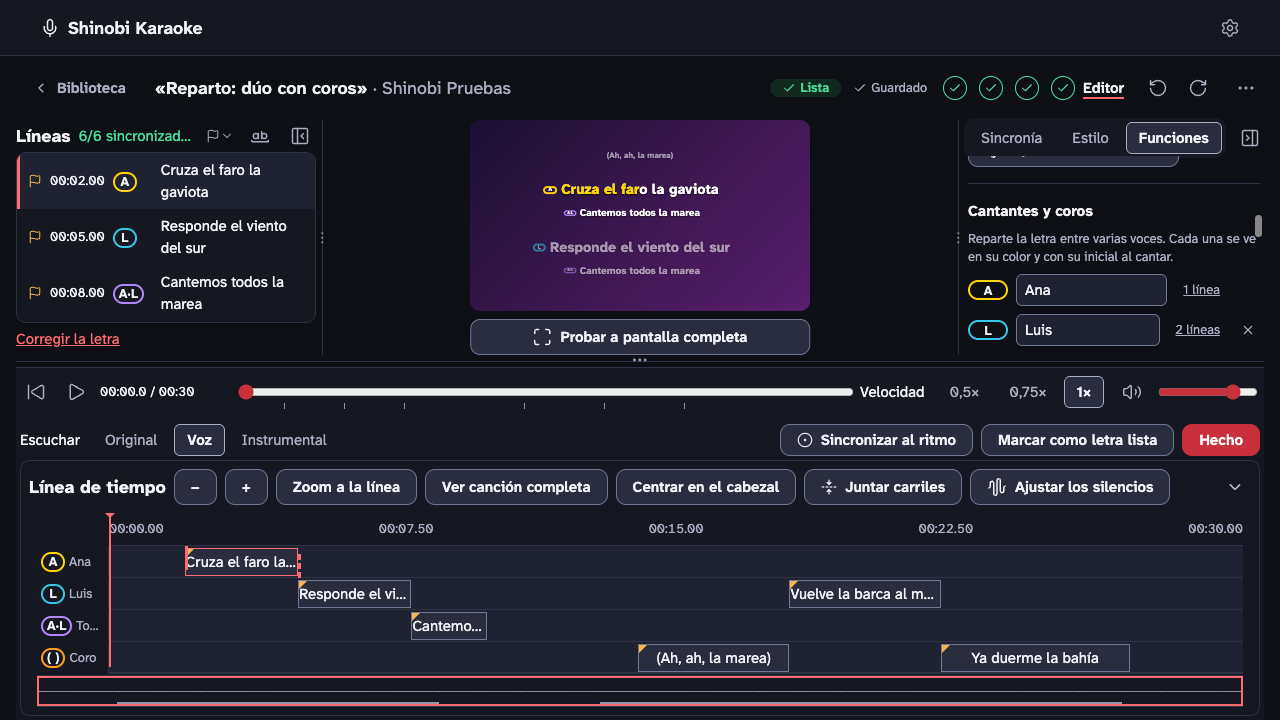 Shinobi Karaoke
Biblioteca
«Reparto: dúo con coros» · Shinobi Pruebas
Lista
Guardado
Editor
Líneas 6/6 sincronizad...
ab
00:02.00 A Cruza el faro la
gaviota
00:05.00 L Responde el viento
del sur
00:08.00 A·L Cantemos todos la
marea
Corregir la letra
(Ah, ah, la marea)
A Cruza el faro la gaviota
A·L Cantemos todos la marea
L Responde el viento del sur
A·L Cantemos todos la marea
Probar a pantalla completa
Sincronía Estilo Funciones
Cantantes y coros
Reparte la letra entre varias voces. Cada una se ve
en su color y con su inicial al cantar.
A Ana 1 línea
L Luis 2 líneas
00:00.0 / 00:30
Velocidad 0,5× 0,75× 1×
Escuchar Original Voz Instrumental
Sincronizar al ritmo Marcar como letra lista Hecho
Línea de tiempo − + Zoom a la línea Ver canción completa Centrar en el cabezal Juntar carriles Ajustar los silencios
00:00.00 00:07.50 00:15.00 00:22.50 00:30.00
A Ana Cruza el faro la...
L Luis Responde el vi... Vuelve la barca al m...
A·L To... Cantemo...
( ) Coro (Ah, ah, la marea) Ya duerme la bahía